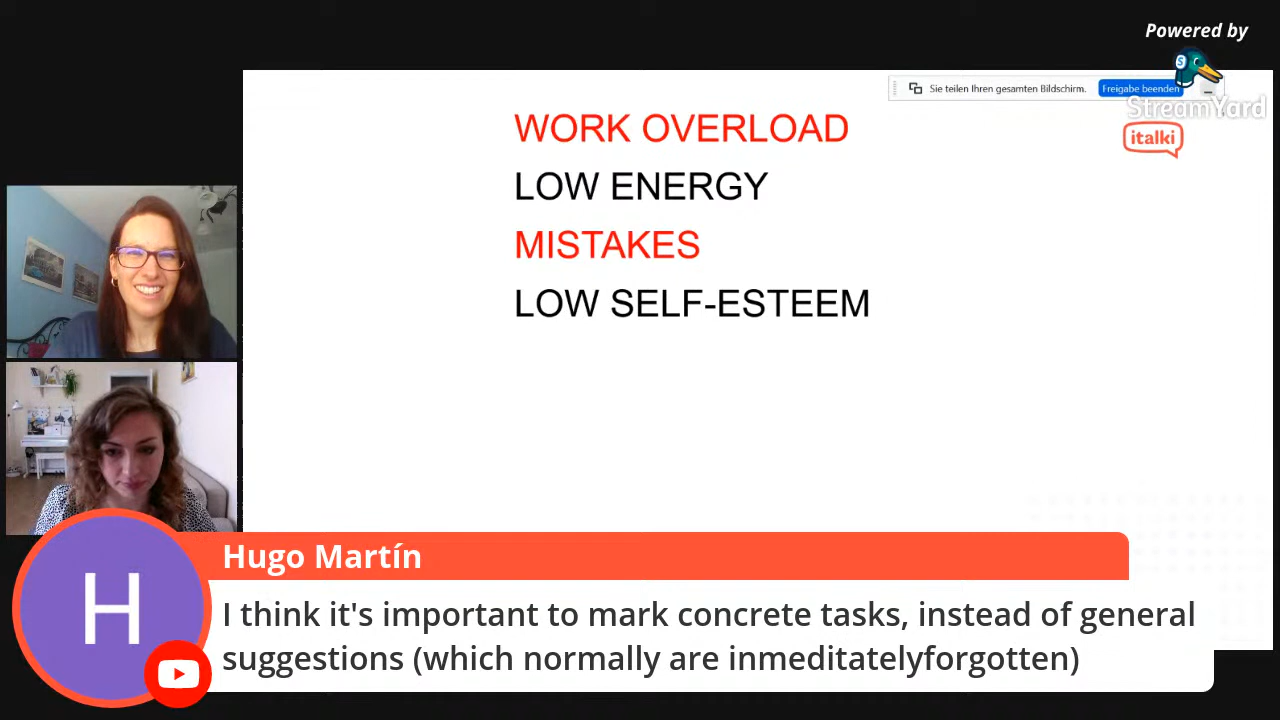 Powered by
StreamYard
Sie teilen Ihren gesamten Bildschirm. Freigabe beenden
italki
WORK OVERLOAD
LOW ENERGY
MISTAKES
LOW SELF-ESTEEM
H
Hugo Martín
I think it's important to mark concrete tasks, instead of general
suggestions (which normally are inmeditatelyforgotten)